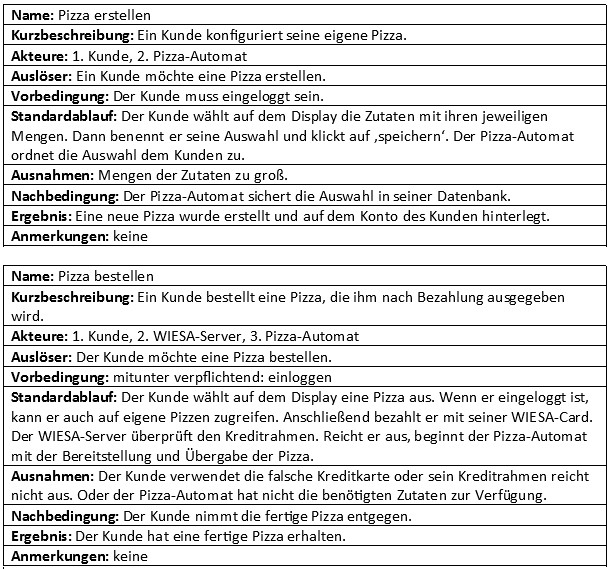 Name: Pizza erstellen
Kurzbeschreibung: Ein Kunde konfiguriert seine eigene Pizza.
Akteure: 1. Kunde, 2. Pizza-Automat
Auslöser: Ein Kunde möchte eine Pizza erstellen.
Vorbedingung: Der Kunde muss eingeloggt sein.
Standardablauf: Der Kunde wählt auf dem Display die Zutaten mit ihren jeweiligen
Mengen. Dann benennt er seine Auswahl und klickt auf ‚speichern‘. Der Pizza-Automat
ordnet die Auswahl dem Kunden zu.
Ausnahmen: Mengen der Zutaten zu groß.
Nachbedingung: Der Pizza-Automat sichert die Auswahl in seiner Datenbank.
Ergebnis: Eine neue Pizza wurde erstellt und auf dem Konto des Kunden hinterlegt.
Anmerkungen: keine
Name: Pizza bestellen
Kurzbeschreibung: Ein Kunde bestellt eine Pizza, die ihm nach Bezahlung ausgegeben
wird.
Akteure: 1. Kunde, 2. WIESA-Server, 3. Pizza-Automat
Auslöser: Der Kunde möchte eine Pizza bestellen.
Vorbedingung: mitunter verpflichtend: einloggen
Standardablauf: Der Kunde wählt auf dem Display eine Pizza aus. Wenn er eingeloggt ist,
kann er auch auf eigene Pizzen zugreifen. Anschließend bezahlt er mit seiner WIESA-Card.
Der WIESA-Server überprüft den Kreditrahmen. Reicht er aus, beginnt der Pizza-Automat
mit der Bereitstellung und Übergabe der Pizza.
Ausnahmen: Der Kunde verwendet die falsche Kreditkarte oder sein Kreditrahmen reicht
nicht aus. Oder der Pizza-Automat hat nicht die benötigten Zutaten zur Verfügung.
Nachbedingung: Der Kunde nimmt die fertige Pizza entgegen.
Ergebnis: Der Kunde hat eine fertige Pizza erhalten.
Anmerkungen: keine